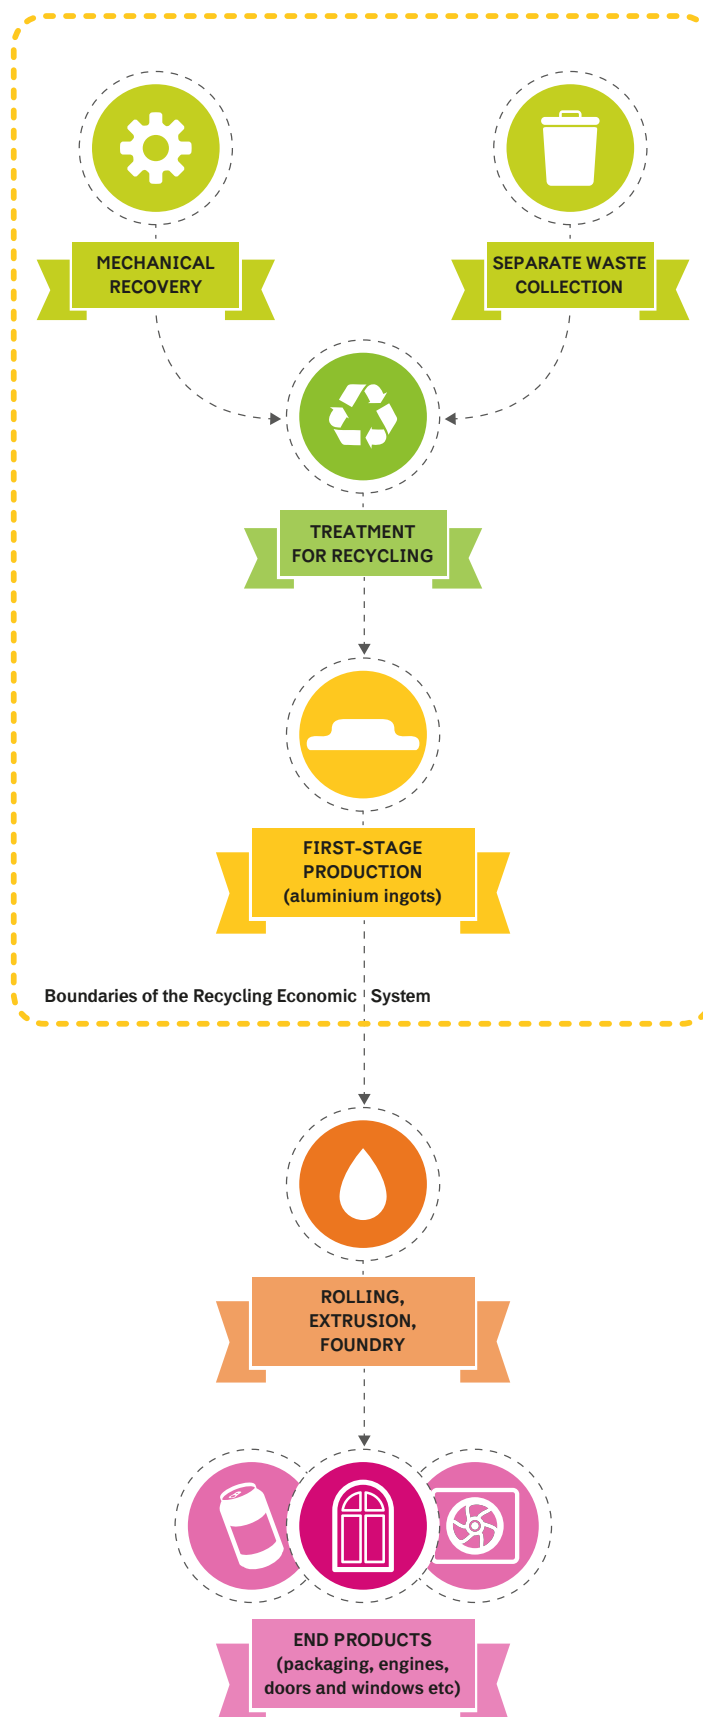 MECHANICAL
RECOVERY
SEPARATE WASTE
COLLECTION
TREATMENT
FOR RECYCLING
FIRST-STAGE
PRODUCTION
(aluminium ingots)
Boundaries of the Recycling Economic System
ROLLING,
EXTRUSION,
FOUNDRY
END PRODUCTS
(packaging, engines,
doors and windows etc)